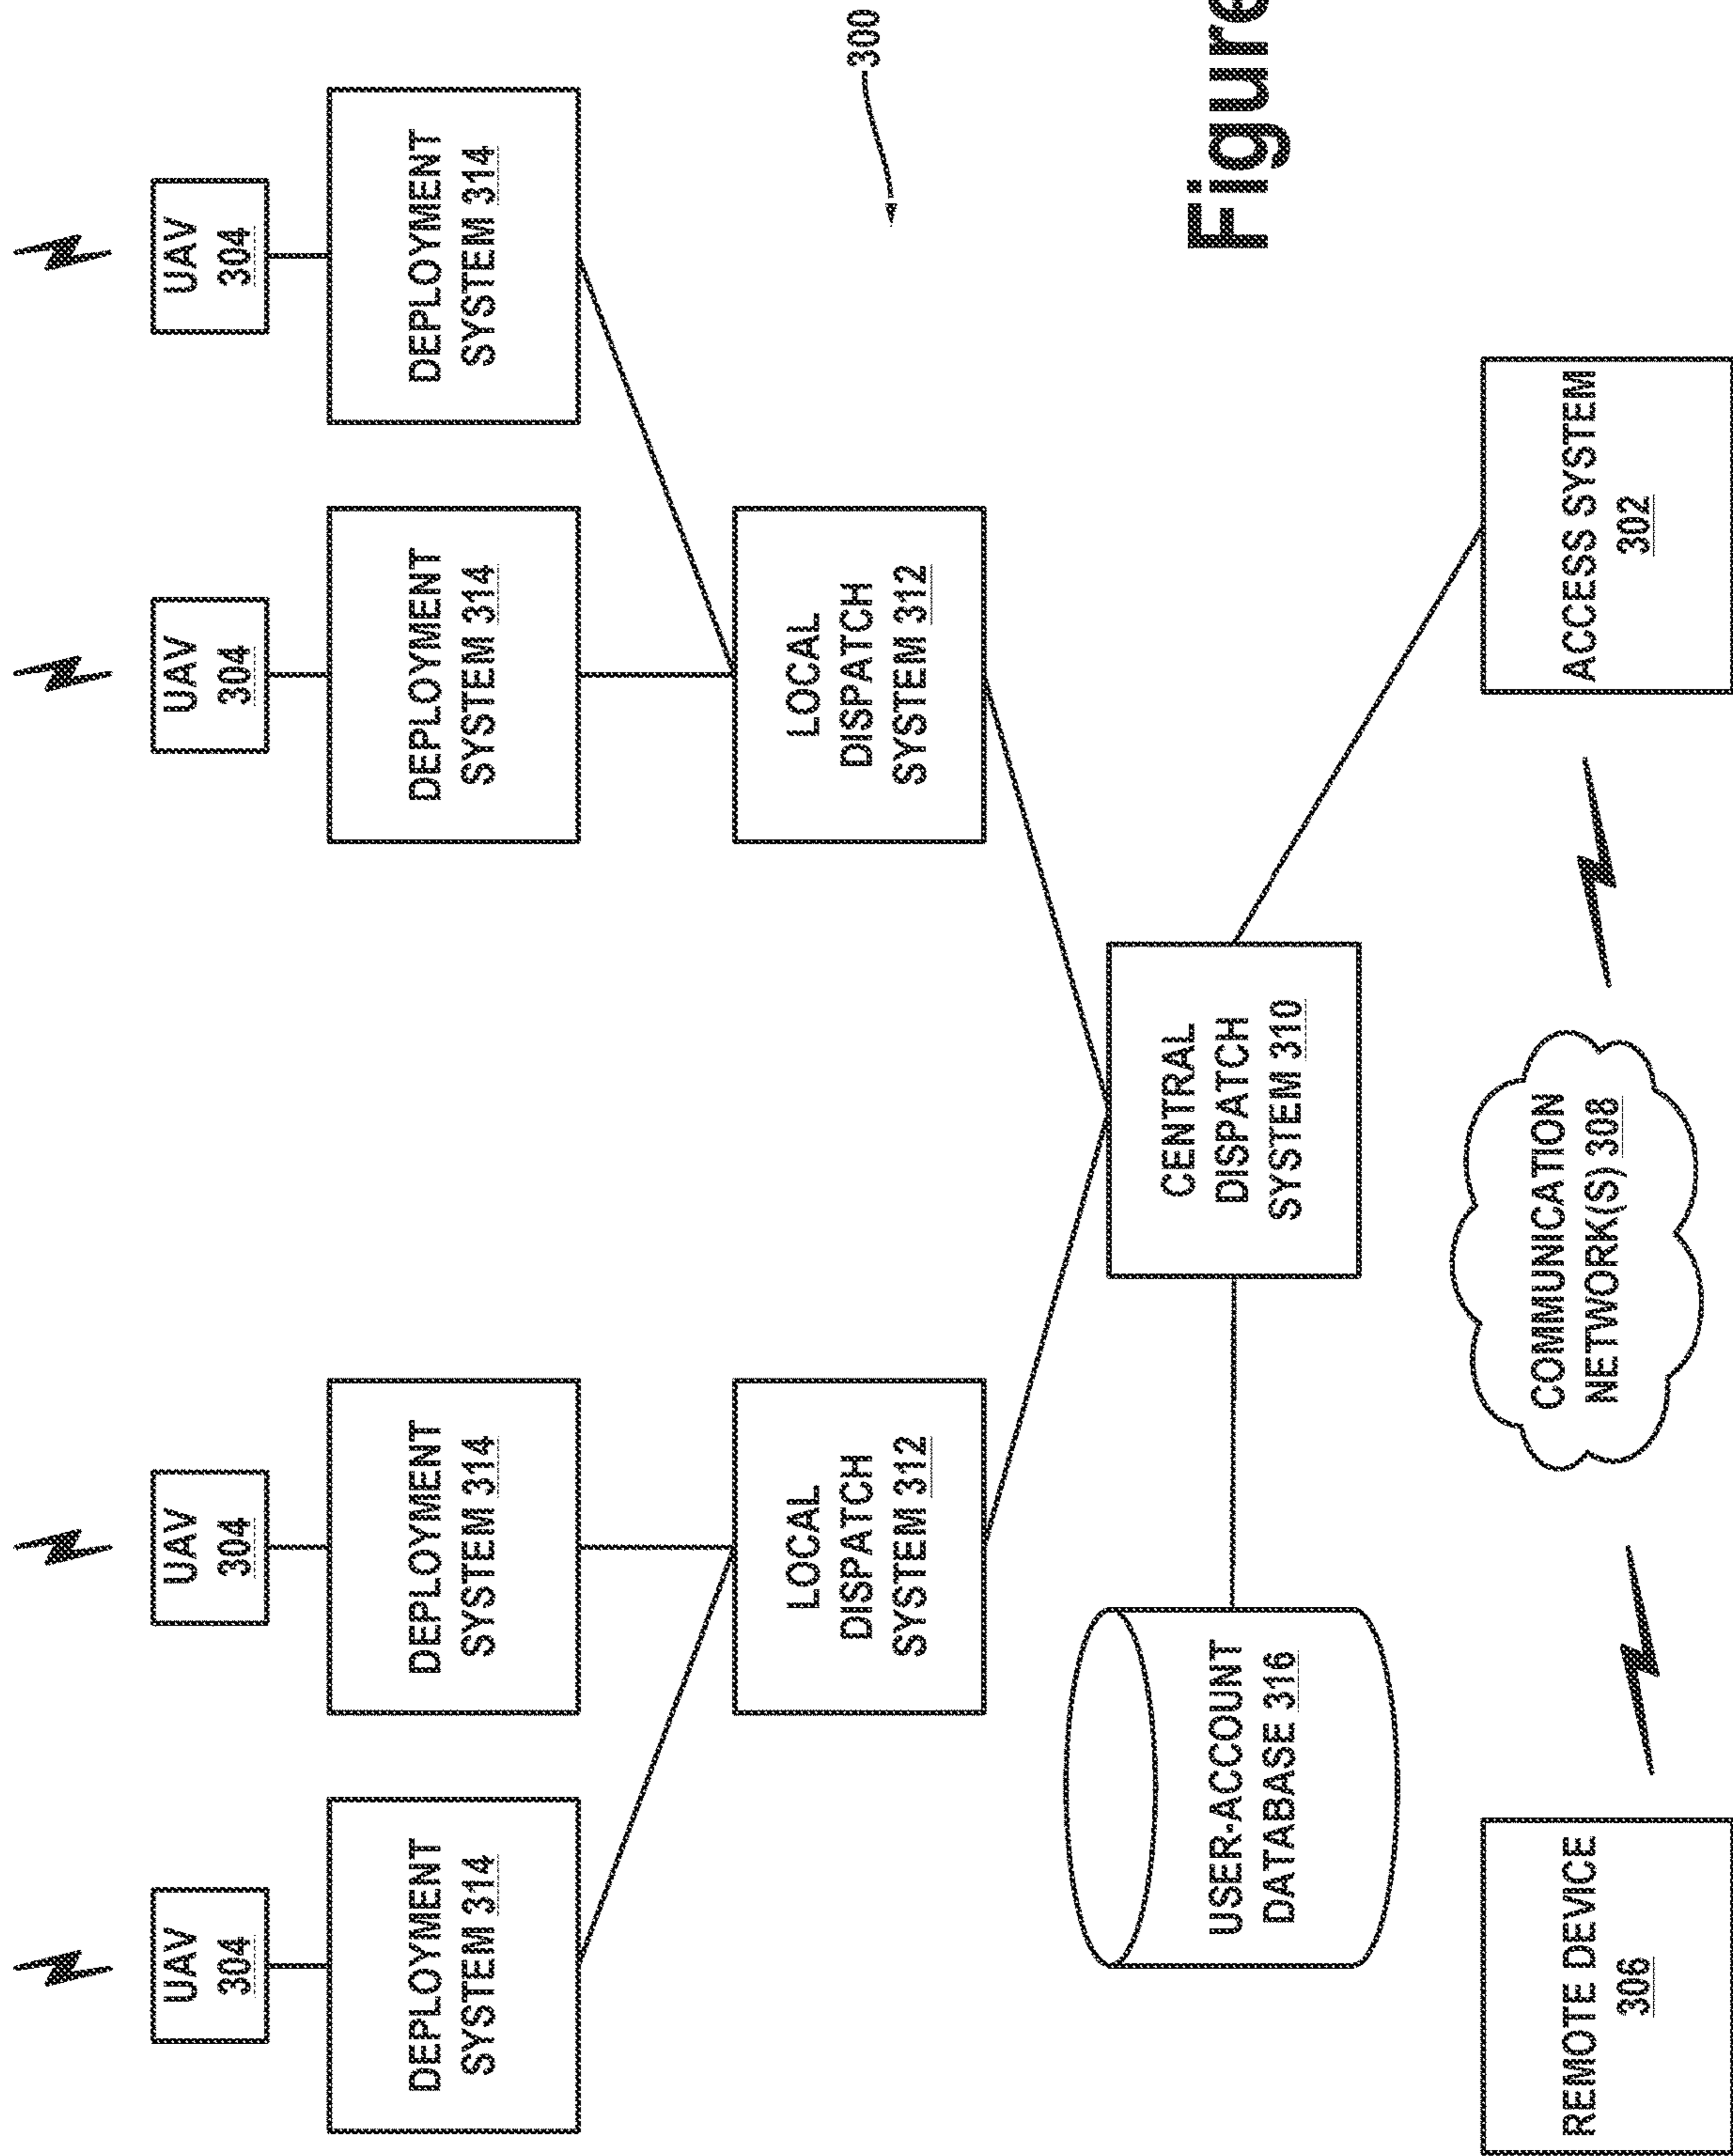 UAV
304
UAV
304
UAV
304
UAV
304
DEPLOYMENT
SYSTEM 314
DEPLOYMENT
SYSTEM 314
DEPLOYMENT
SYSTEM 314
DEPLOYMENT
SYSTEM 314
LOCAL
DISPATCH
SYSTEM 312
LOCAL
DISPATCH
SYSTEM 312
300
USER-ACCOUNT
DATABASE 316
CENTRAL
DISPATCH
SYSTEM 310
Figure
REMOTE DEVICE
306
COMMUNICATION
NETWORK(S) 308
ACCESS SYSTEM
302